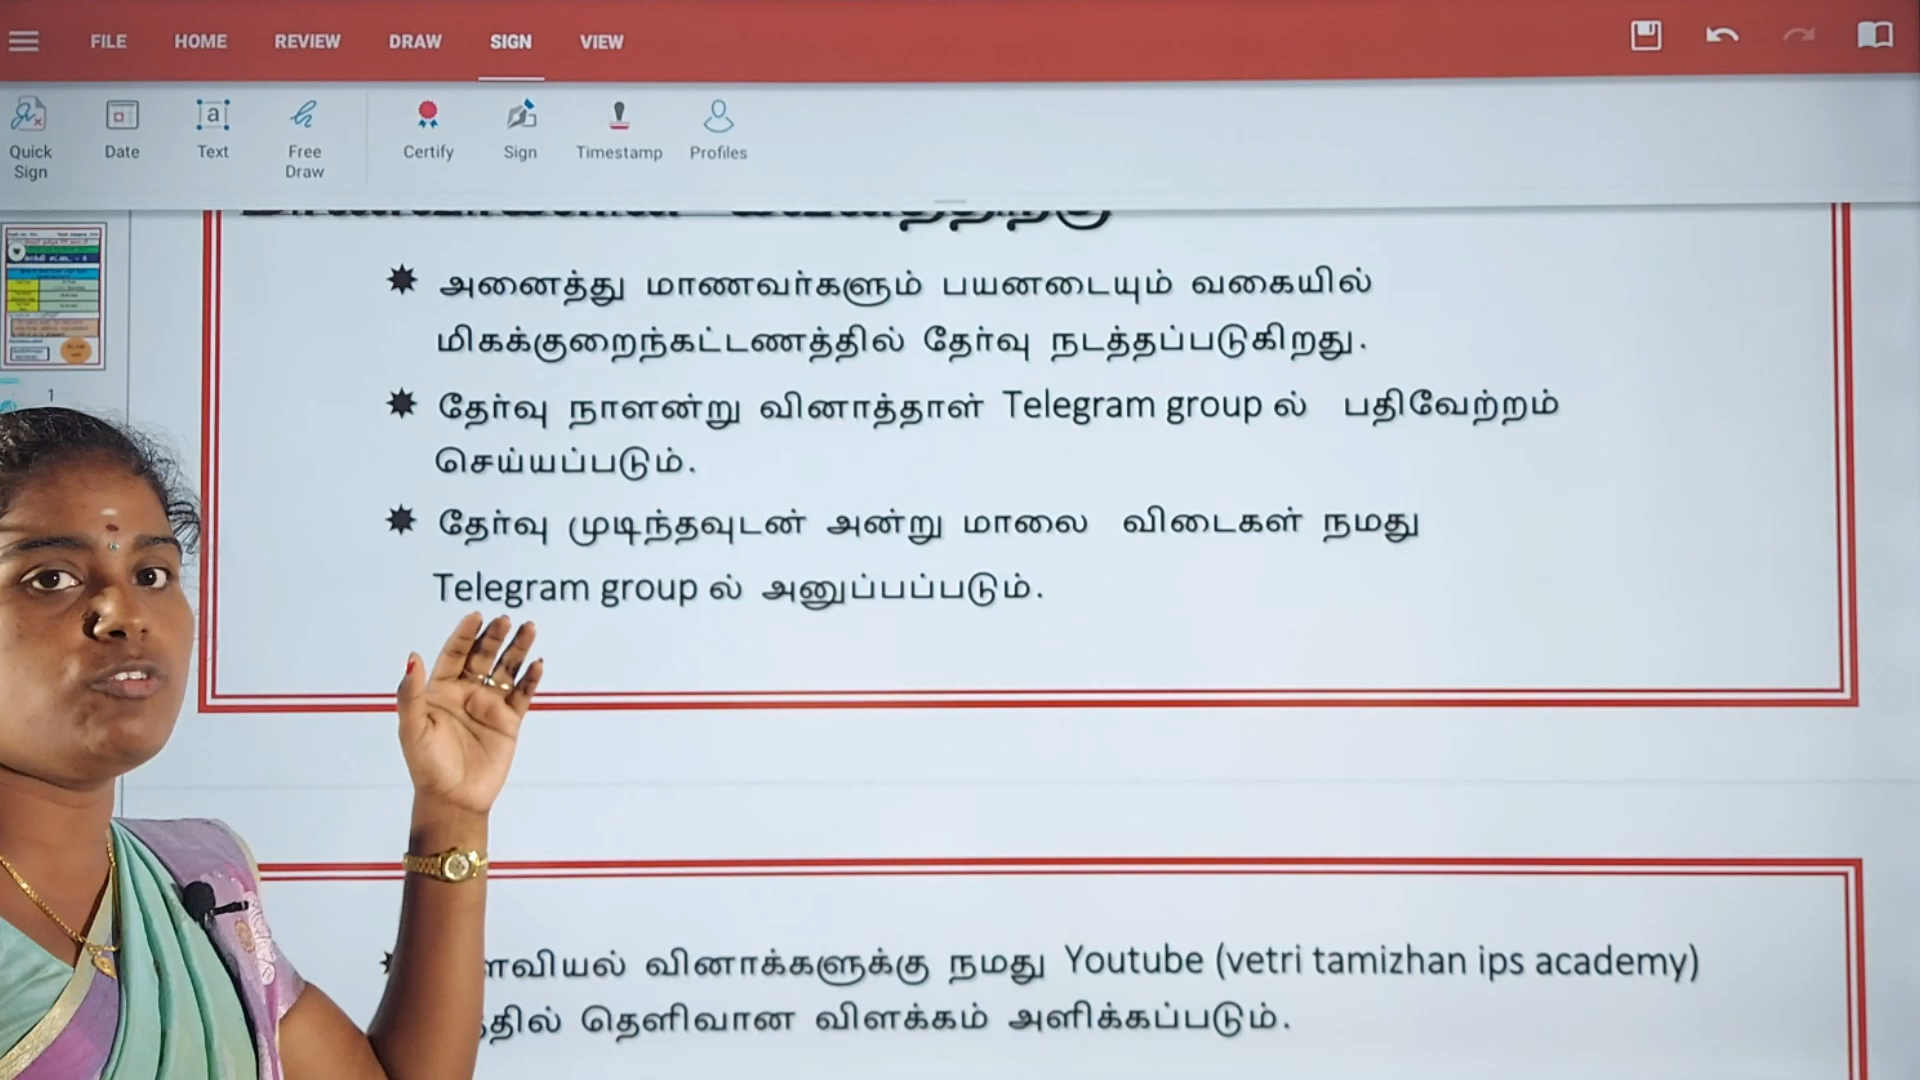 FILE HOME REVIEW DRAW SIGN VIEW
Quick Sign Date Text Free Draw Certify Sign Timestamp Profiles
அனைத்து மாணவர்களும் பயனடையும் வகையில்
மிகக்குறைந்கட்டணத்தில் தேர்வு நடத்தப்படுகிறது.
தேர்வு நாளன்று வினாத்தாள் Telegram group ல் பதிவேற்றம்
செய்யப்படும்.
தேர்வு முடிந்தவுடன் அன்று மாலை விடைகள் நமது
Telegram group ல் அனுப்பப்படும்.
1
வினாக்களுக்கு நமது Youtube (vetri tamizhan ips academy)
தெளிவான விளக்கம் அளிக்கப்படும்.